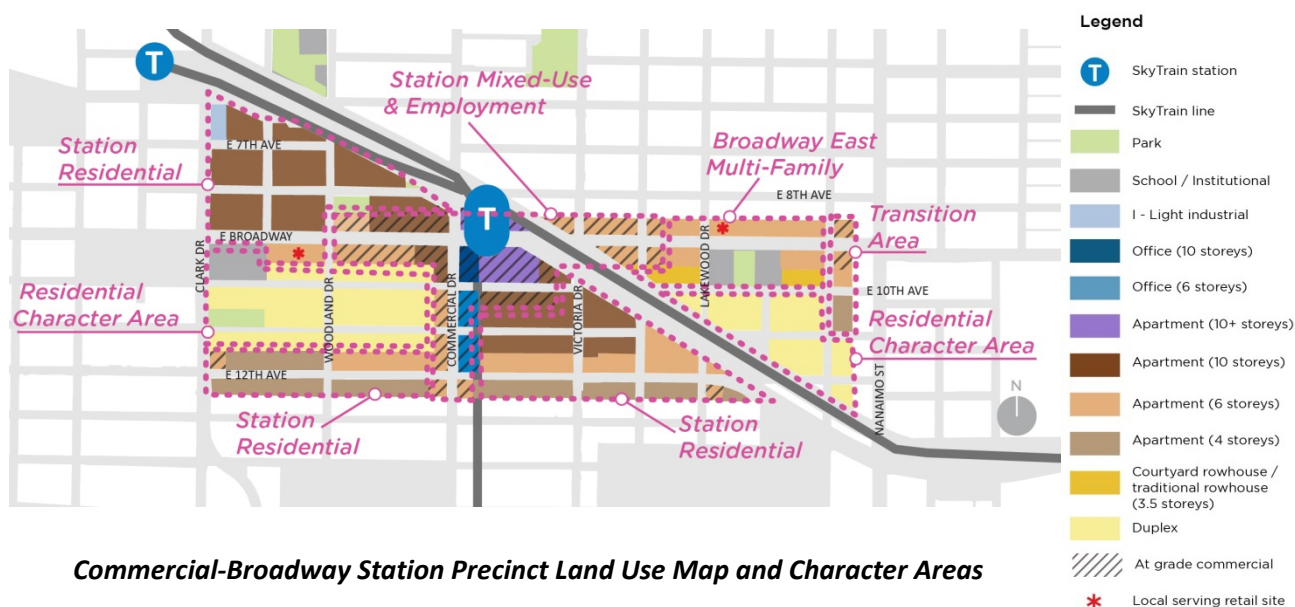 Legend
T
SkyTrain station
SkyTrain line
Park
School / Institutional
I - Light industrial
Office (10 storeys)
Office (6 storeys)
Apartment (10+ storeys)
Apartment (10 storeys)
Apartment (6 storeys)
Apartment (4 storeys)
Courtyard rowhouse /
traditional rowhouse
(3.5 storeys)
Duplex
At grade commercial
Local serving retail site
T
Station Mixed-Use
& Employment
Station
Residential
E 7TH AVE
Broadway East
Multi-Family
E 8TH AVE
T
Transition
Area
E BROADWAY
CLARK DR
LAKEWOOD DR
E 10TH AVE
Residential
Character Area
WOODLAND DR
COMMERCIAL DR
VICTORIA DR
Residential
Character Area
E 12TH AVE
NANAIMO ST
N
Station
Residential
Station
Residential
Commercial-Broadway Station Precinct Land Use Map and Character Areas